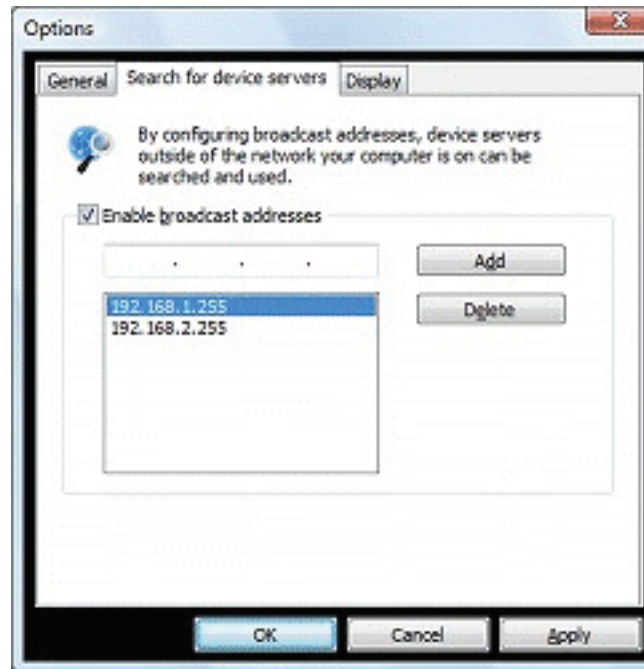 Options
General Search for device servers Display
By configuring broadcast addresses, device servers
outside of the network your computer is on can be
searched and used.
Enable broadcast addresses
. . . Add
192.168.1.255 Delete
192.168.2.255
OK Cancel Apply